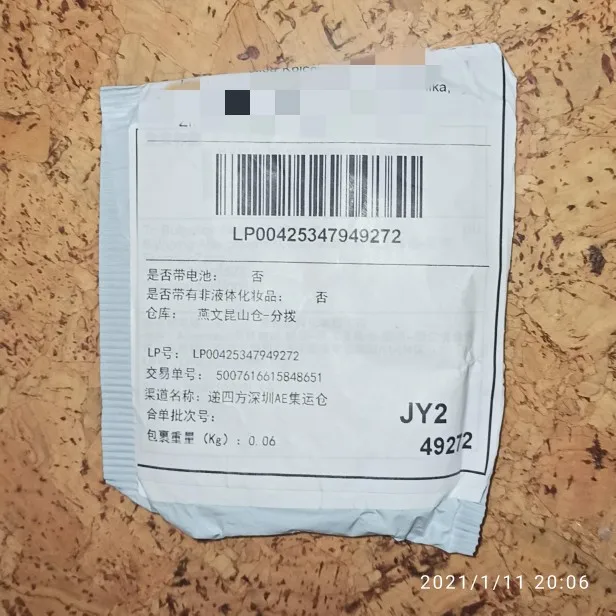 LP00425347949272
是否带电池: 否
是否带有非液体化妆品: 否
仓库: 燕文昆山仓-分拨
LP号: LP00425347949272
交易单号: 5007616615848651
渠道名称: 递四方深圳AE集运仓
合单批次号:
包裹重量 (Kg) : 0.06
JY2
49272
2021/1/11 20:06